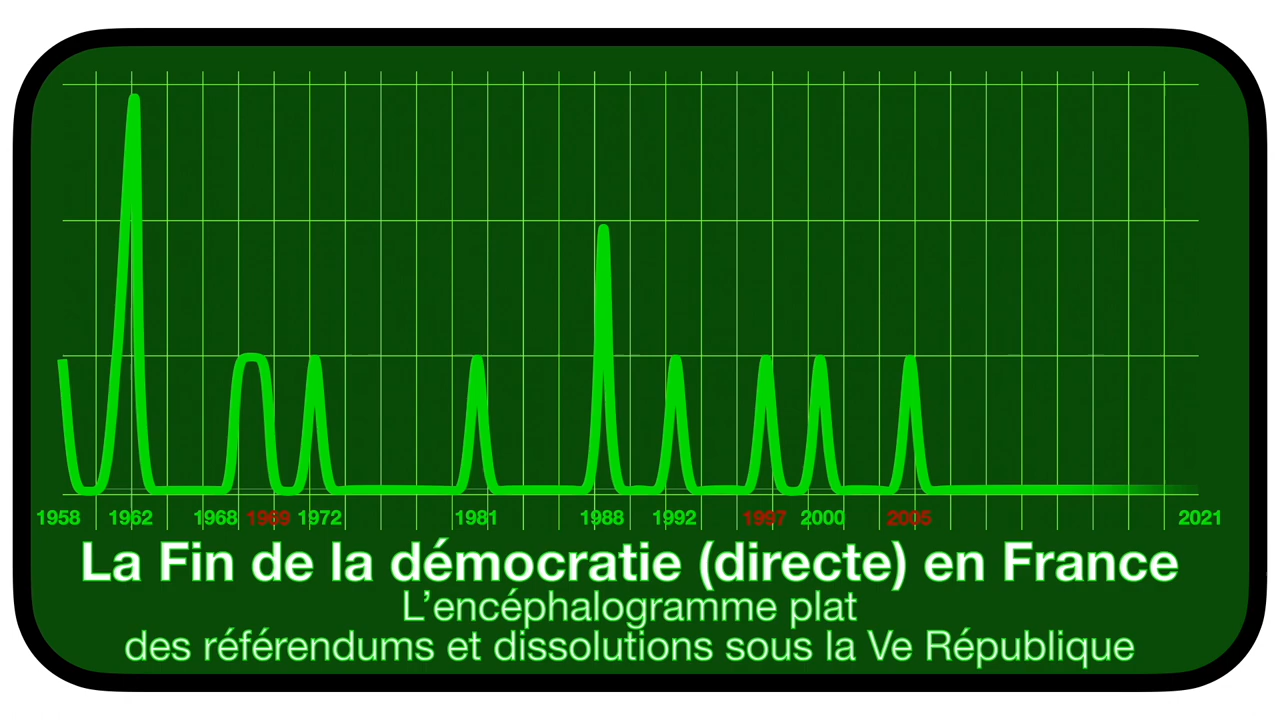 1958 1962 1968 1969 1972 1981 1988 1992 1997 2000 2005 2021
La Fin de la démocratie (directe) en France
L’encéphalogramme plat
des référendums et dissolutions sous la Ve République